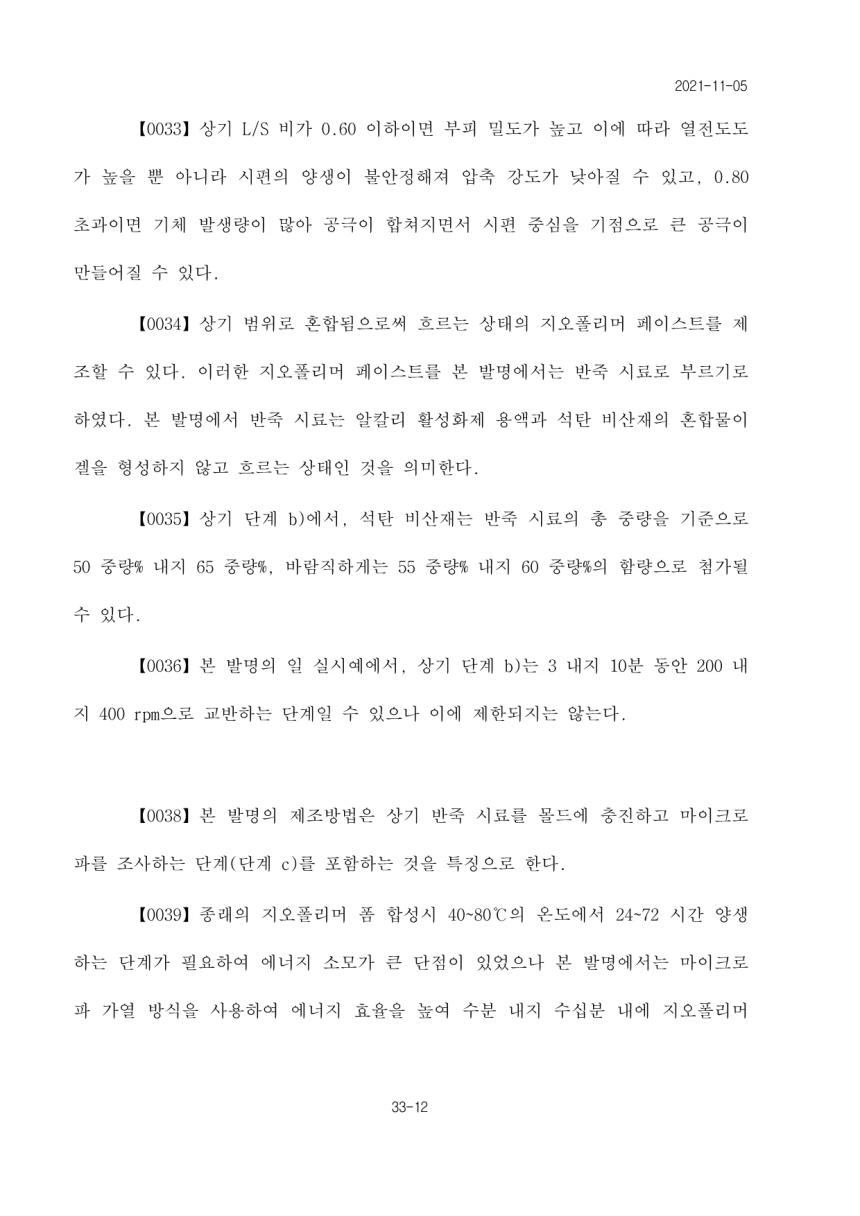 2021-11-05
【0033】상기 L/S 비가 0.60 이하이면 부피 밀도가 높고 이에 따라 열전도도
가 높을 뿐 아니라 시편의 양생이 불안정해져 압축 강도가 낮아질 수 있고, 0.80
초과이면 기체 발생량이 많아 공극이 합쳐지면서 시편 중심을 기점으로 큰 공극이
만들어질 수 있다.
【0034】상기 범위로 혼합됨으로써 흐르는 상태의 지오폴리머 페이스트를 제
조할 수 있다. 이러한 지오폴리머 페이스트를 본 발명에서는 반죽 시료로 부르기로
하였다. 본 발명에서 반죽 시료는 알칼리 활성화제 용액과 석탄 비산재의 혼합물이
겔을 형성하지 않고 흐르는 상태인 것을 의미한다.
【0035】상기 단계 b)에서, 석탄 비산재는 반죽 시료의 총 중량을 기준으로
50 중량% 내지 65 중량%, 바람직하게는 55 중량% 내지 60 중량%의 함량으로 첨가될
수 있다.
【0036】본 발명의 일 실시예에서, 상기 단계 b)는 3 내지 10분 동안 200 내
지 400 rpm으로 교반하는 단계일 수 있으나 이에 제한되지는 않는다.
【0038】본 발명의 제조방법은 상기 반죽 시료를 몰드에 충진하고 마이크로
파를 조사하는 단계(단계 c)를 포함하는 것을 특징으로 한다.
【0039】종래의 지오폴리머 폼 합성시 40~80℃의 온도에서 24~72 시간 양생
하는 단계가 필요하여 에너지 소모가 큰 단점이 있었으나 본 발명에서는 마이크로
파 가열 방식을 사용하여 에너지 효율을 높여 수분 내지 수십분 내에 지오폴리머
33-12